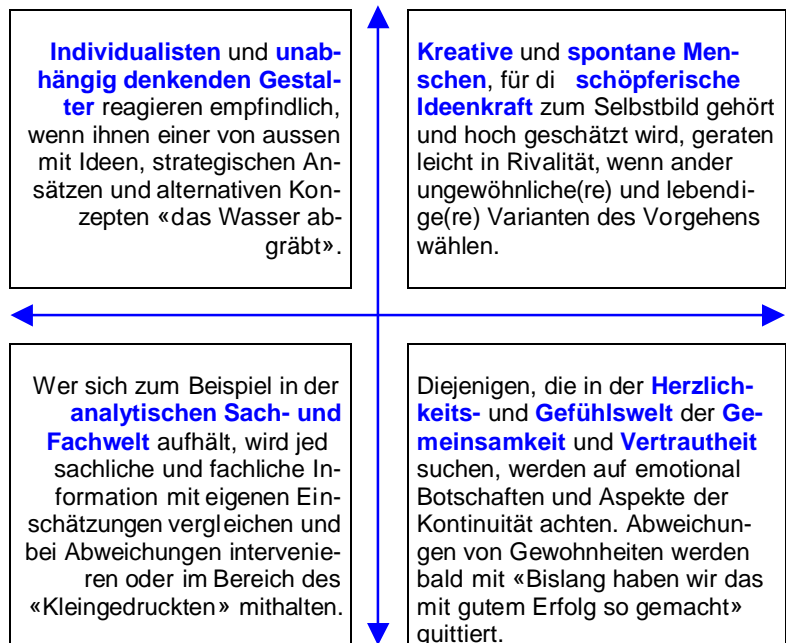 Individualisten und unab-
hängig denkenden Gestal-
ter reagieren empfindlich,
wenn ihnen einer von aussen
mit Ideen, strategischen An-
sätzen und alternativen Kon-
zepten «das Wasser ab-
gräbt».
Kreative und spontane Men-
schen, für di schöpferische
Ideenkraft zum Selbstbild gehört
und hoch geschätzt wird, geraten
leicht in Rivalität, wenn ander
ungewöhnliche(re) und lebendi-
ge(re) Varianten des Vorgehens
wählen.
Wer sich zum Beispiel in der
analytischen Sach- und
Fachwelt aufhält, wird jed
sachliche und fachliche In-
formation mit eigenen Ein-
schätzungen vergleichen und
bei Abweichungen intervenie-
ren oder im Bereich des
«Kleingedruckten» mithalten.
Diejenigen, die in der Herzlich-
keits- und Gefühlswelt der Ge-
meinsamkeit und Vertrautheit
suchen, werden auf emotional
Botschaften und Aspekte der
Kontinuität achten. Abweichun-
gen von Gewohnheiten werden
bald mit «Bislang haben wir das
mit gutem Erfolg so gemacht»
quittiert.